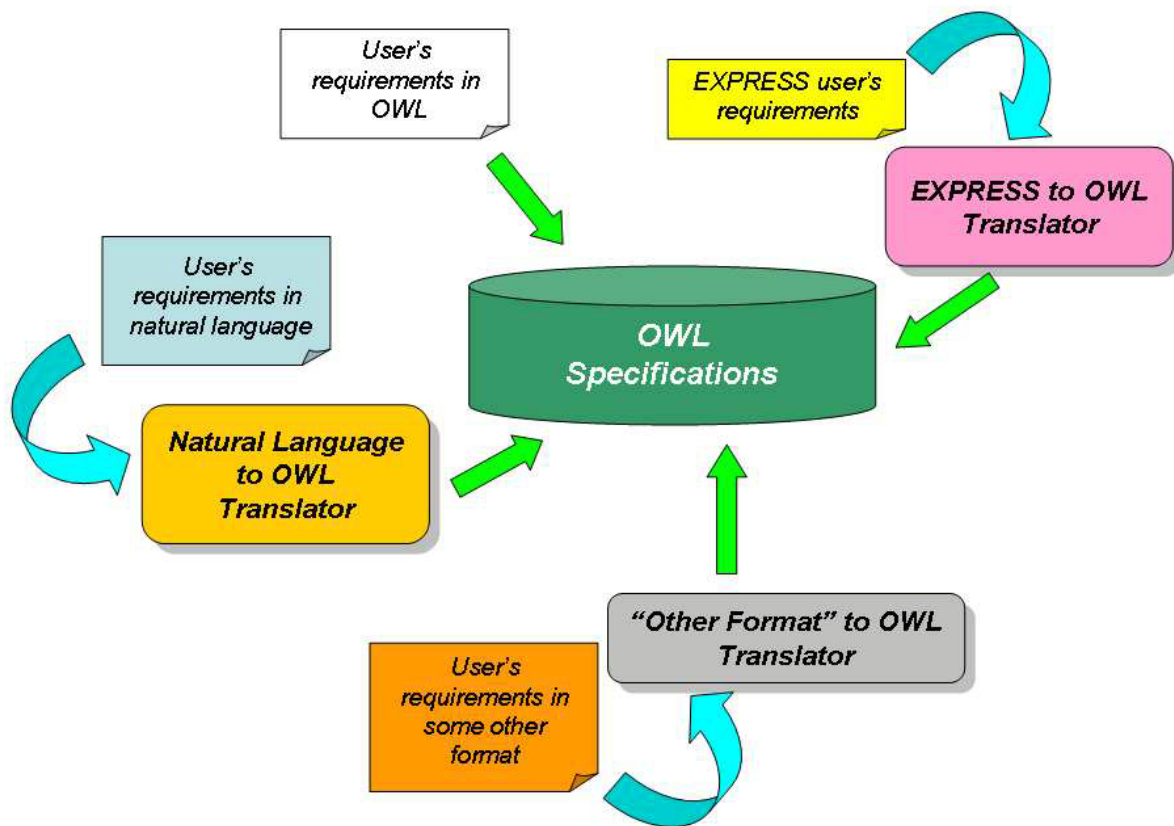 User's
requirements in
OWL
EXPRESS user's
requirements
EXPRESS to OWL
Translator
User's
requirements in
natural language
OWL
Specifications
Natural Language
to OWL
Translator
“Other Format” to OWL
Translator
User's
requirements in
some other
format